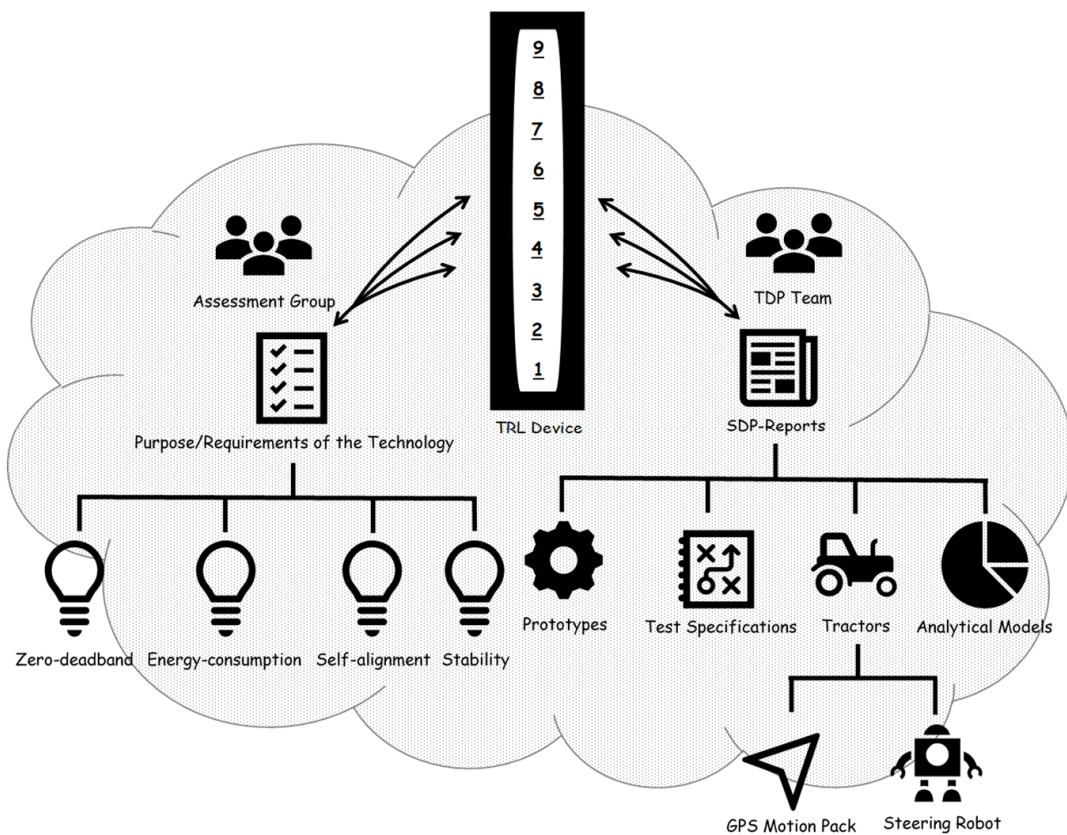 9
8
7
6
5
4
3
2
1
TRL Device
Assessment Group
Purpose/Requirements of the Technology
Zero-deadband
Energy-consumption
Self-alignment
Stability
TDP Team
SDP-Reports
Prototypes
Test Specifications
Tractors
Analytical Models
GPS Motion Pack
Steering Robot